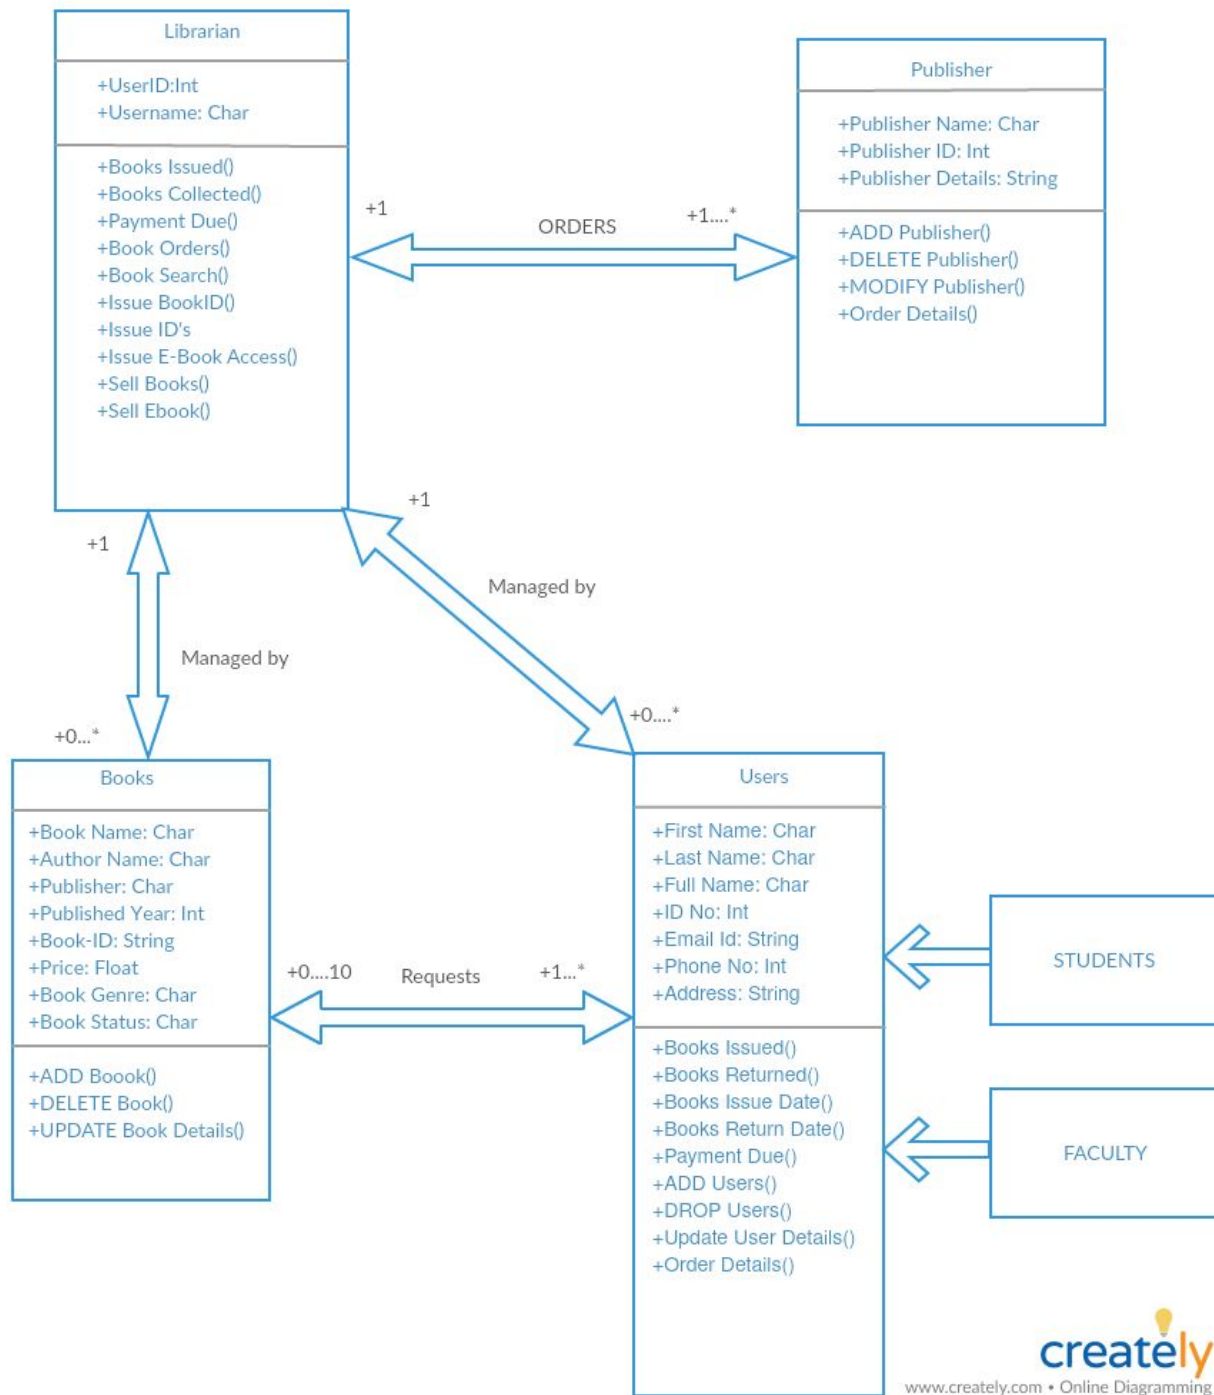 Librarian
+UserID:Int
+Username: Char
+Books Issued()
+Books Collected()
+Payment Due()
+Book Orders()
+Book Search()
+Issue BookID()
+Issue ID's
+Issue E-Book Access()
+Sell Books()
+Sell Ebook()
+1
ORDERS
+1....*
Publisher
+Publisher Name: Char
+Publisher ID: Int
+Publisher Details: String
+ADD Publisher()
+DELETE Publisher()
+MODIFY Publisher()
+Order Details()
+1
Managed by
+0...*
+1
Managed by
+0....*
Books
+Book Name: Char
+Author Name: Char
+Publisher: Char
+Published Year: Int
+Book-ID: String
+Price: Float
+Book Genre: Char
+Book Status: Char
+ADD Boook()
+DELETE Book()
+UPDATE Book Details()
+0....10
Requests
+1...*
Users
+First Name: Char
+Last Name: Char
+Full Name: Char
+ID No: Int
+Email Id: String
+Phone No: Int
+Address: String
+Books Issued()
+Books Returned()
+Books Issue Date()
+Books Return Date()
+Payment Due()
+ADD Users()
+DROP Users()
+Update User Details()
+Order Details()
STUDENTS
FACULTY
creately
www.creately.com • Online Diagramming